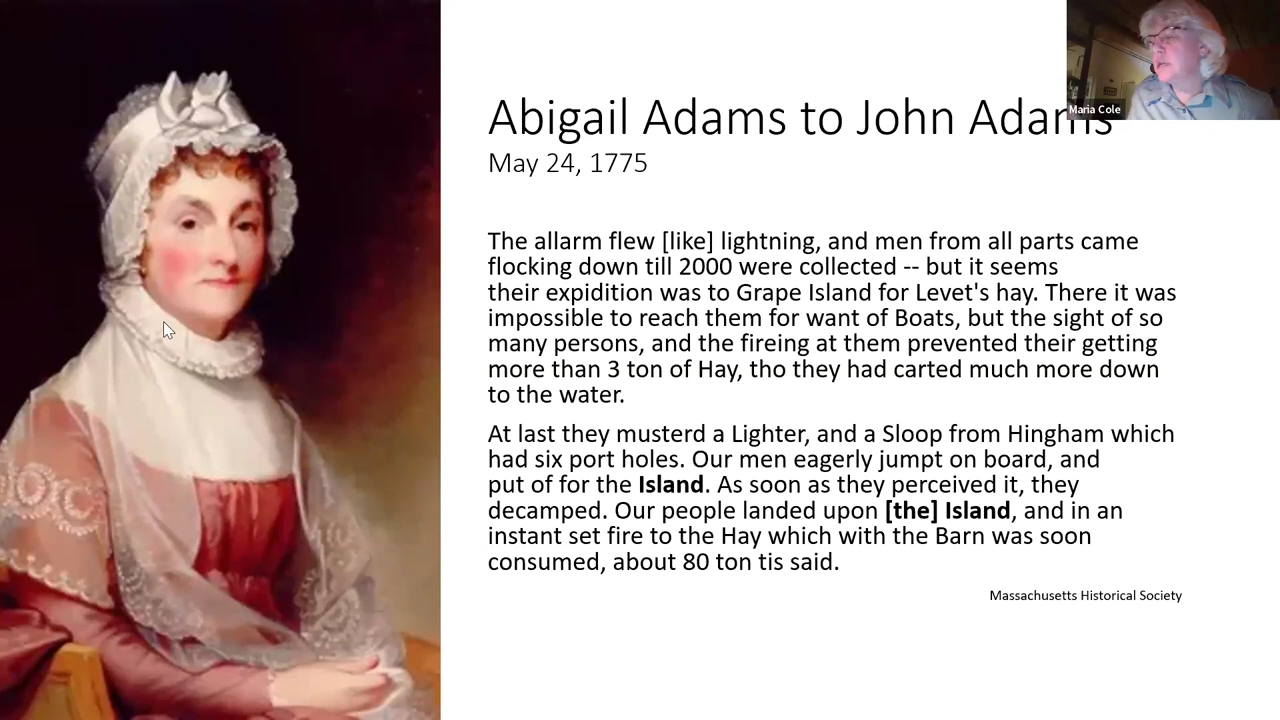 Maria Cole
Abigail Adams to John Adams
May 24, 1775
The allarm flew [like] lightning, and men from all parts came
flocking down till 2000 were collected -- but it seems
their expidition was to Grape Island for Levet's hay. There it was
impossible to reach them for want of Boats, but the sight of so
many persons, and the fireing at them prevented their getting
more than 3 ton of Hay, tho they had carted much more down
to the water.
At last they musterd a Lighter, and a Sloop from Hingham which
had six port holes. Our men eagerly jumpt on board, and
put of for the Island. As soon as they perceived it, they
decamped. Our people landed upon [the] Island, and in an
instant set fire to the Hay which with the Barn was soon
consumed, about 80 ton tis said.
Massachusetts Historical Society